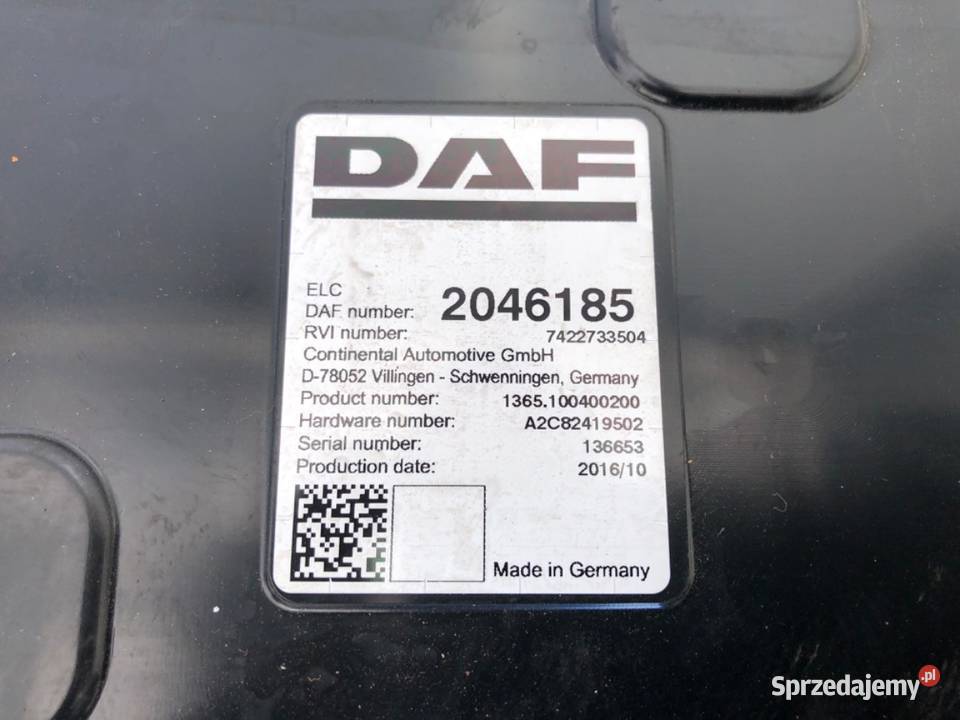 DAF
ELC
DAF number: 2046185
RVI number: 7422733504
Continental Automotive GmbH
D-78052 Villingen - Schwenningen, Germany
Product number: 1365.100400200
Hardware number: A2C82419502
Serial number: 136653
Production date: 2016/10
Made in Germany
Sprzedajemy.pl